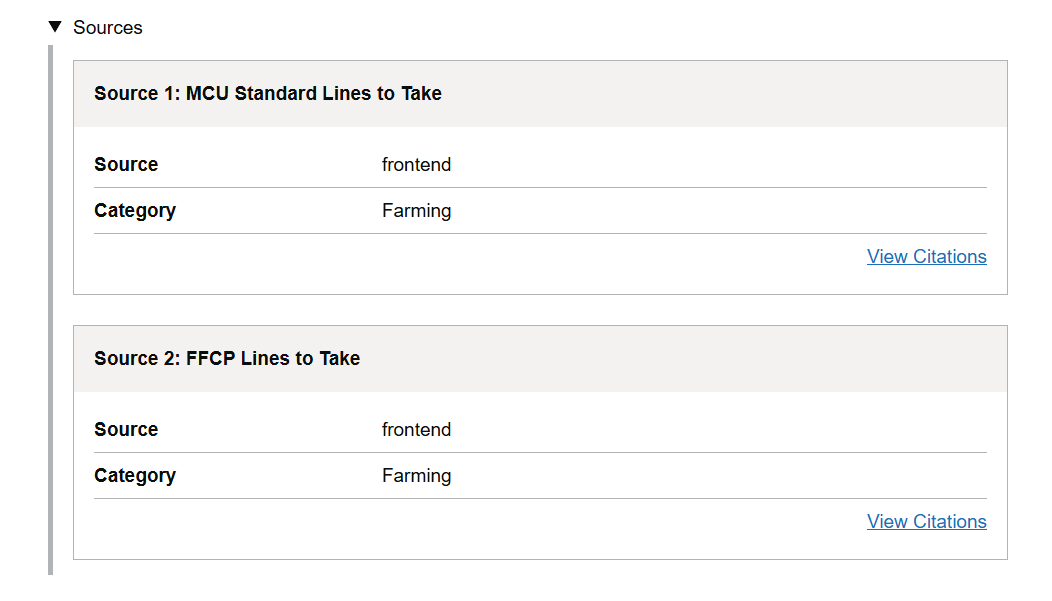 Sources
Source 1: MCU Standard Lines to Take
Source frontend
Category Farming
View Citations
Source 2: FFCP Lines to Take
Source frontend
Category Farming
View Citations